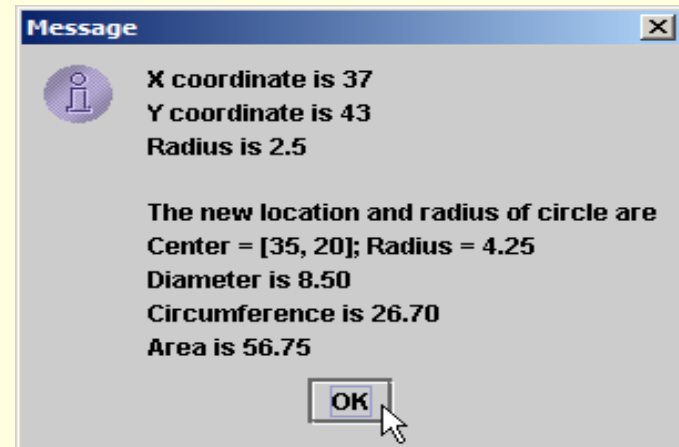 Message
X coordinate is 37
Y coordinate is 43
Radius is 2.5
The new location and radius of circle are
Center = [35, 20]; Radius = 4.25
Diameter is 8.50
Circumference is 26.70
Area is 56.75
OK